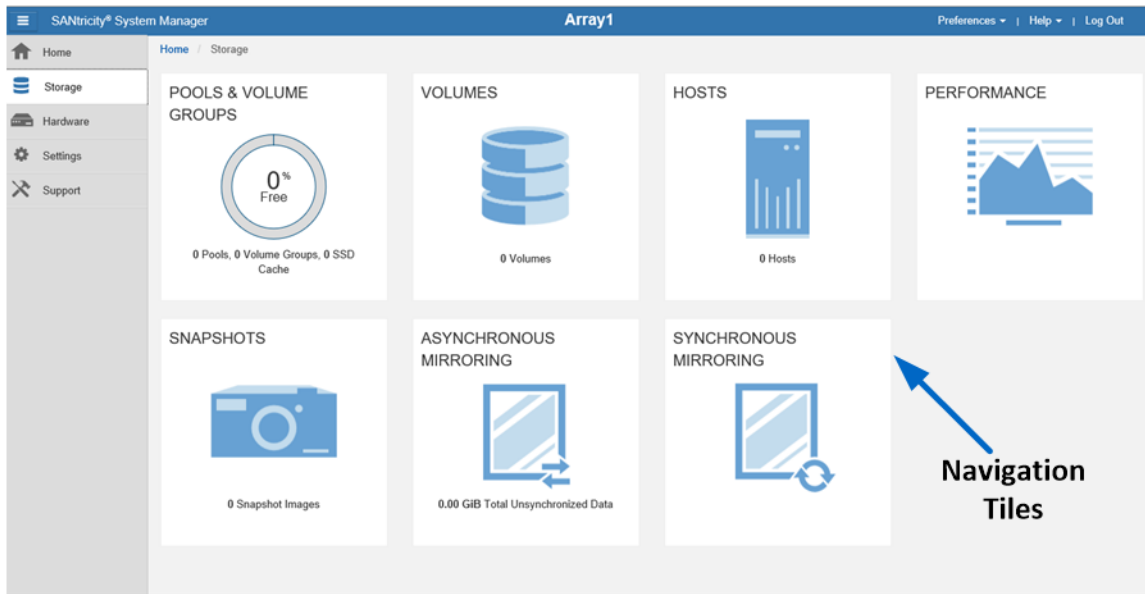 SANtricity® System Manager
Array1
Preferences | Help | Log Out
Home
Storage
Hardware
Settings
Support
Home / Storage
POOLS & VOLUME
GROUPS
0%
Free
0 Pools, 0 Volume Groups, 0 SSD
Cache
VOLUMES
0 Volumes
HOSTS
0 Hosts
PERFORMANCE
SNAPSHOTS
0 Snapshot Images
ASYNCHRONOUS
MIRRORING
0.00 GiB Total Unsynchronized Data
SYNCHRONOUS
MIRRORING
Navigation
Tiles